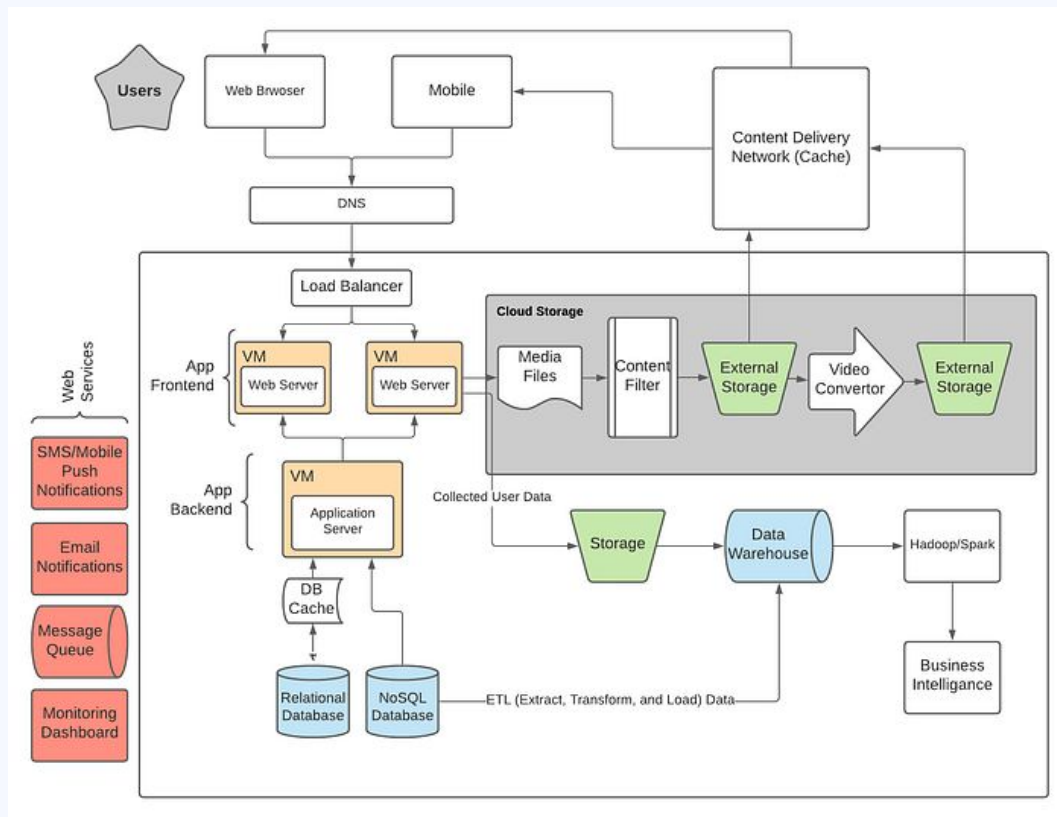 Users
Web Brwoser
Mobile
Content Delivery
Network (Cache)
DNS
Load Balancer
Cloud Storage
App
Frontend
VM
Web Server
VM
Web Server
Media
Files
Content
Filter
External
Storage
Video
Convertor
External
Storage
Web
Services
SMS/Mobile
Push
Notifications
Email
Notifications
Message
Queue
Monitoring
Dashboard
App
Backend
VM
Application
Server
Collected User Data
Storage
Data
Warehouse
Hadoop/Spark
DB
Cache
Business
Intelligance
Relational
Database
NoSQL
Database
ETL (Extract, Transform, and Load) Data